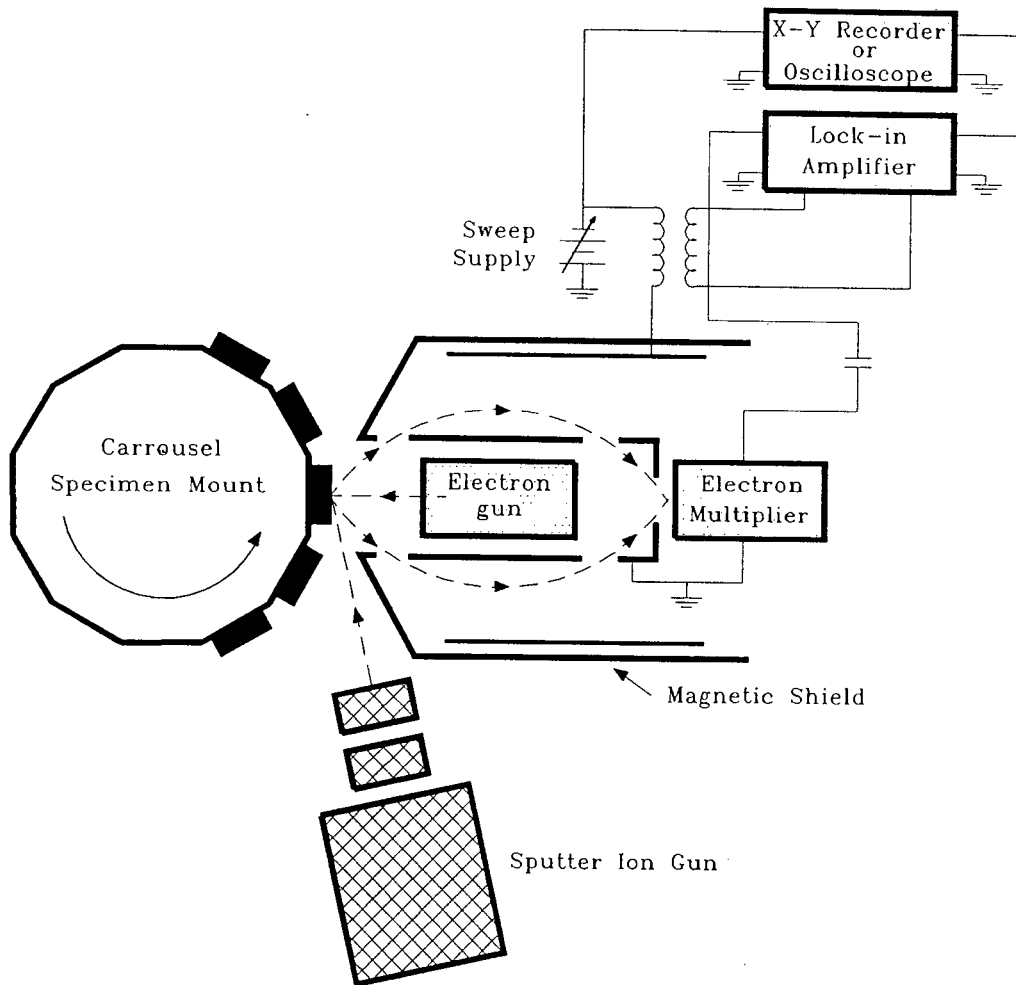 X-Y Recorder
or
Oscilloscope
Lock-in
Amplifier
Sweep
Supply
Carrousel
Specimen Mount
Electron
gun
Electron
Multiplier
Magnetic Shield
Sputter Ion Gun